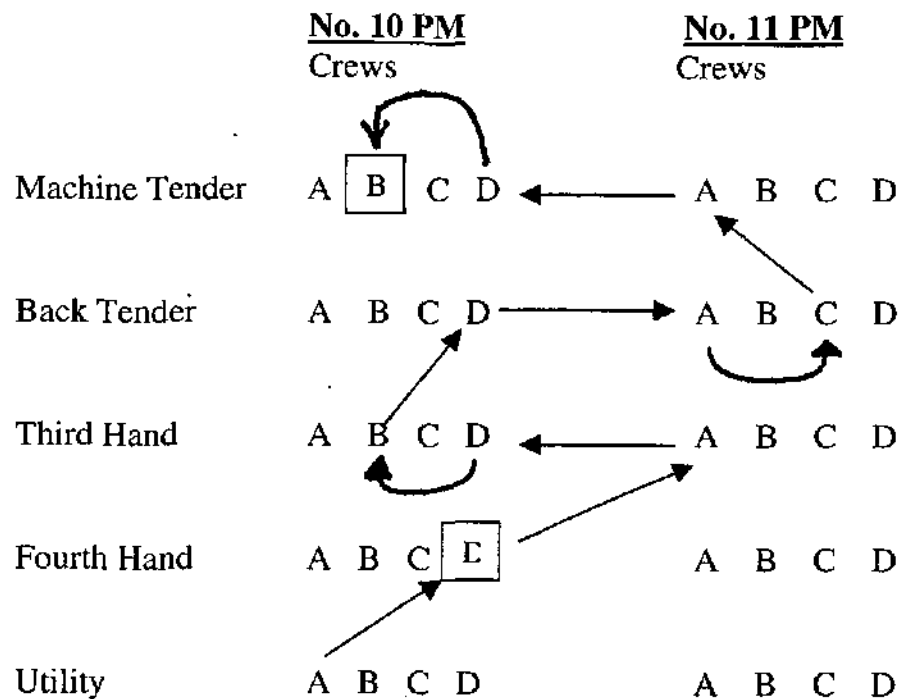 No. 10 PM No. 11 PM
Crews Crews
Machine Tender A B C D A B C D
Back Tender A B C D A B C D
Third Hand A B C D A B C D
Fourth Hand A B C D A B C D
Utility A B C D A B C D